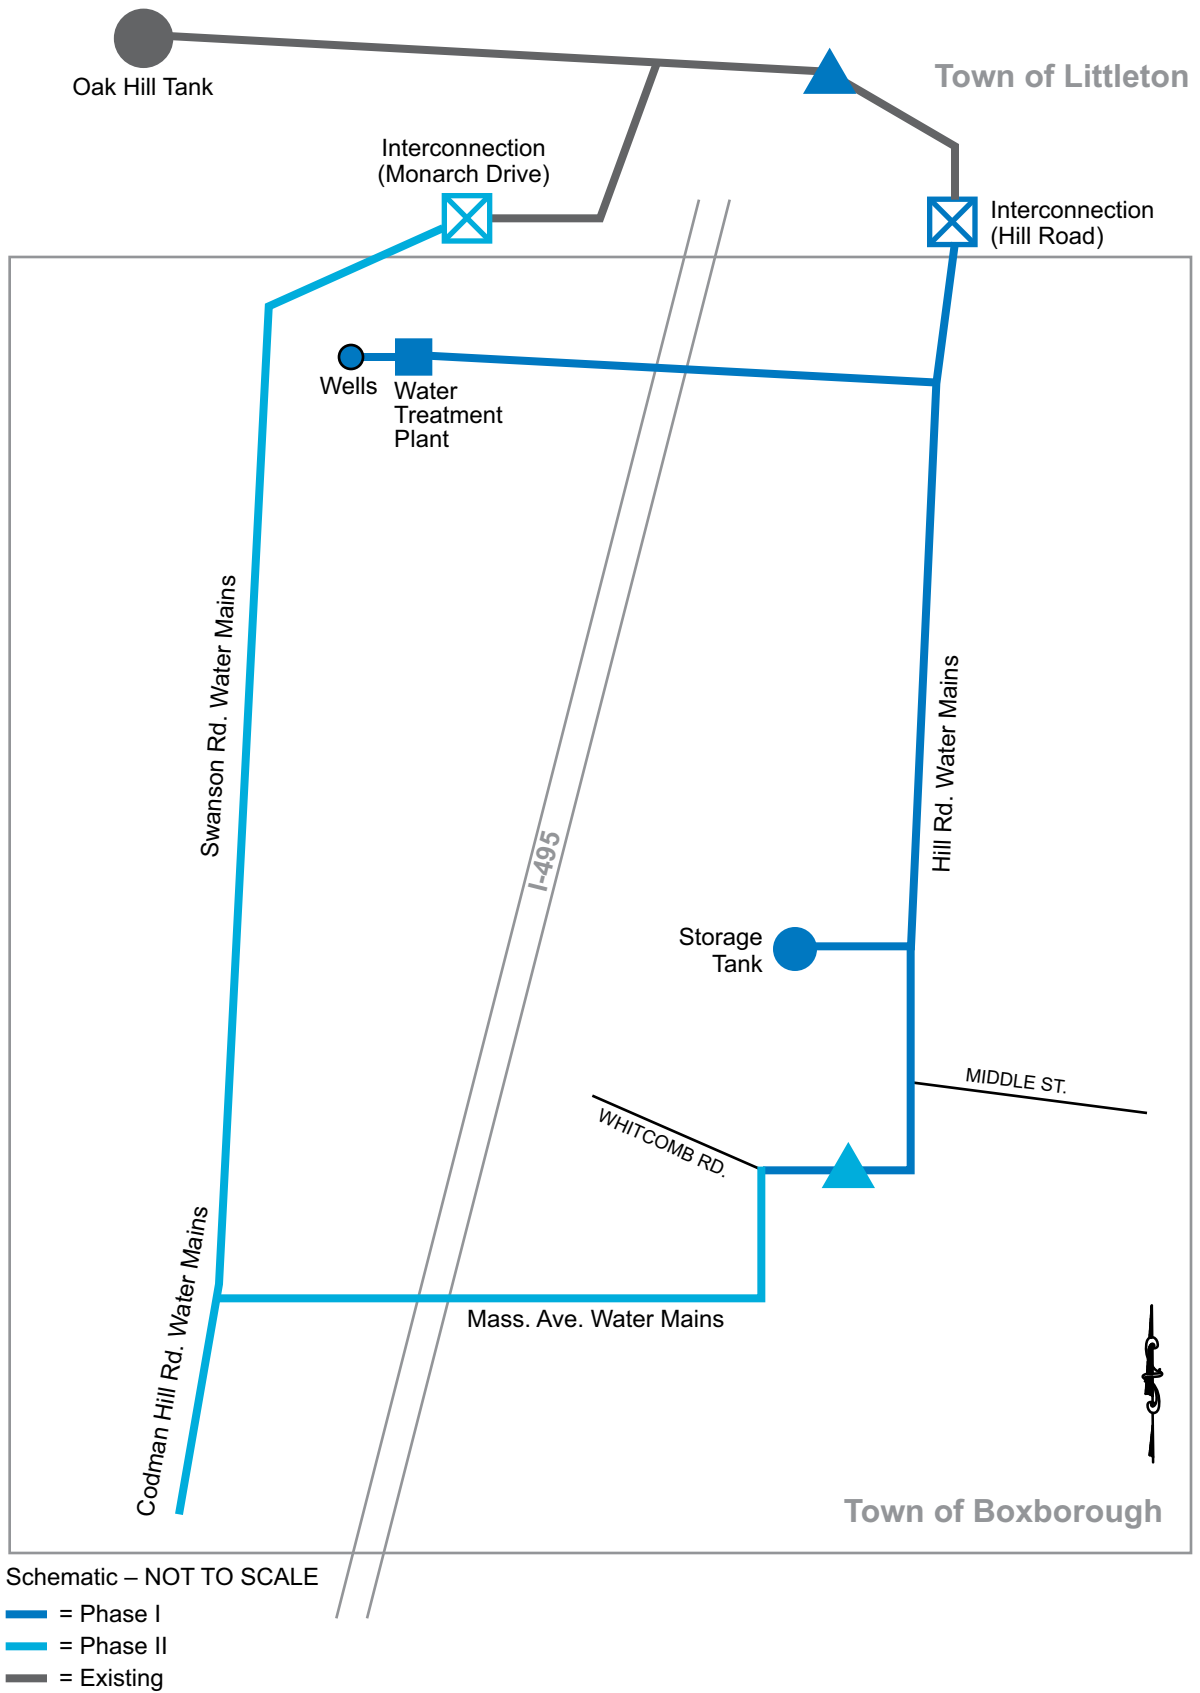 Oak Hill Tank
Town of Littleton
Interconnection
(Monarch Drive)
Interconnection
(Hill Road)
Wells
Water
Treatment
Plant
Swanson Rd. Water Mains
Hill Rd. Water Mains
I-495
Storage
Tank
MIDDLE ST.
WHITCOMB RD.
Codman Hill Rd. Water Mains
Mass. Ave. Water Mains
Town of Boxborough
Schematic – NOT TO SCALE
= Phase I
= Phase II
= Existing